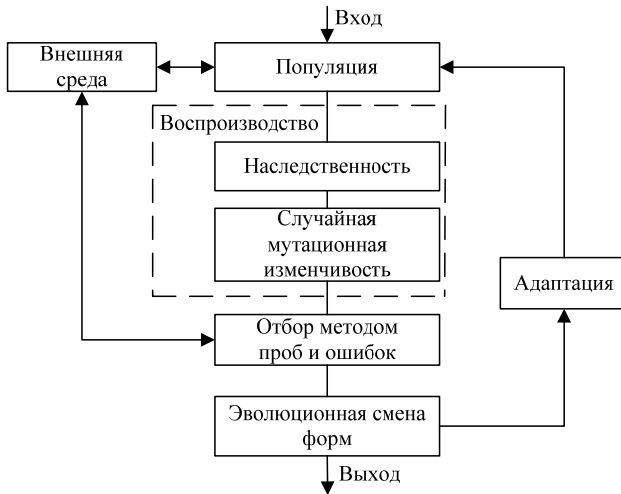 Вход
Внешняя
среда
Популяция
Воспроизводство
Наследственность
Случайная
мутационная
изменчивость
Адаптация
Отбор методом
проб и ошибок
Эволюционная смена
форм
Выход